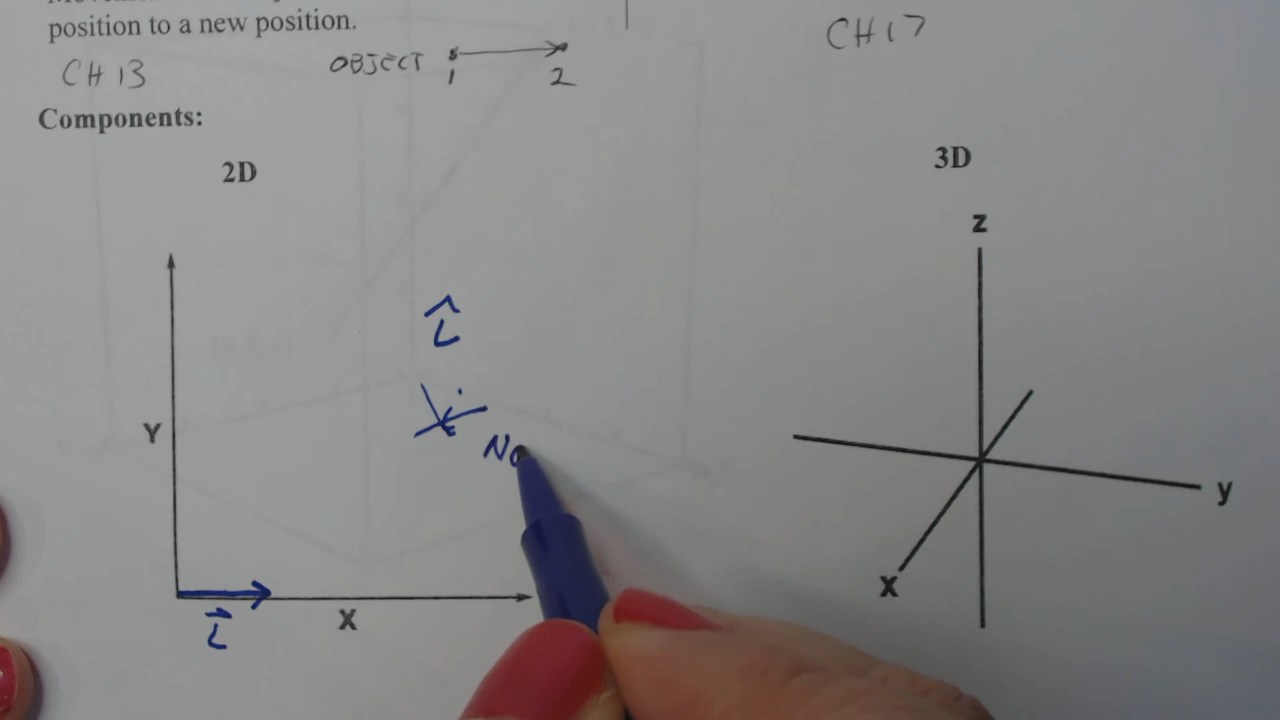 position to a new position.
CH 13
OBJECT 1 2
CH 17
Components:
2D
3D
z
Y
y
X
X
î
i⃗
No